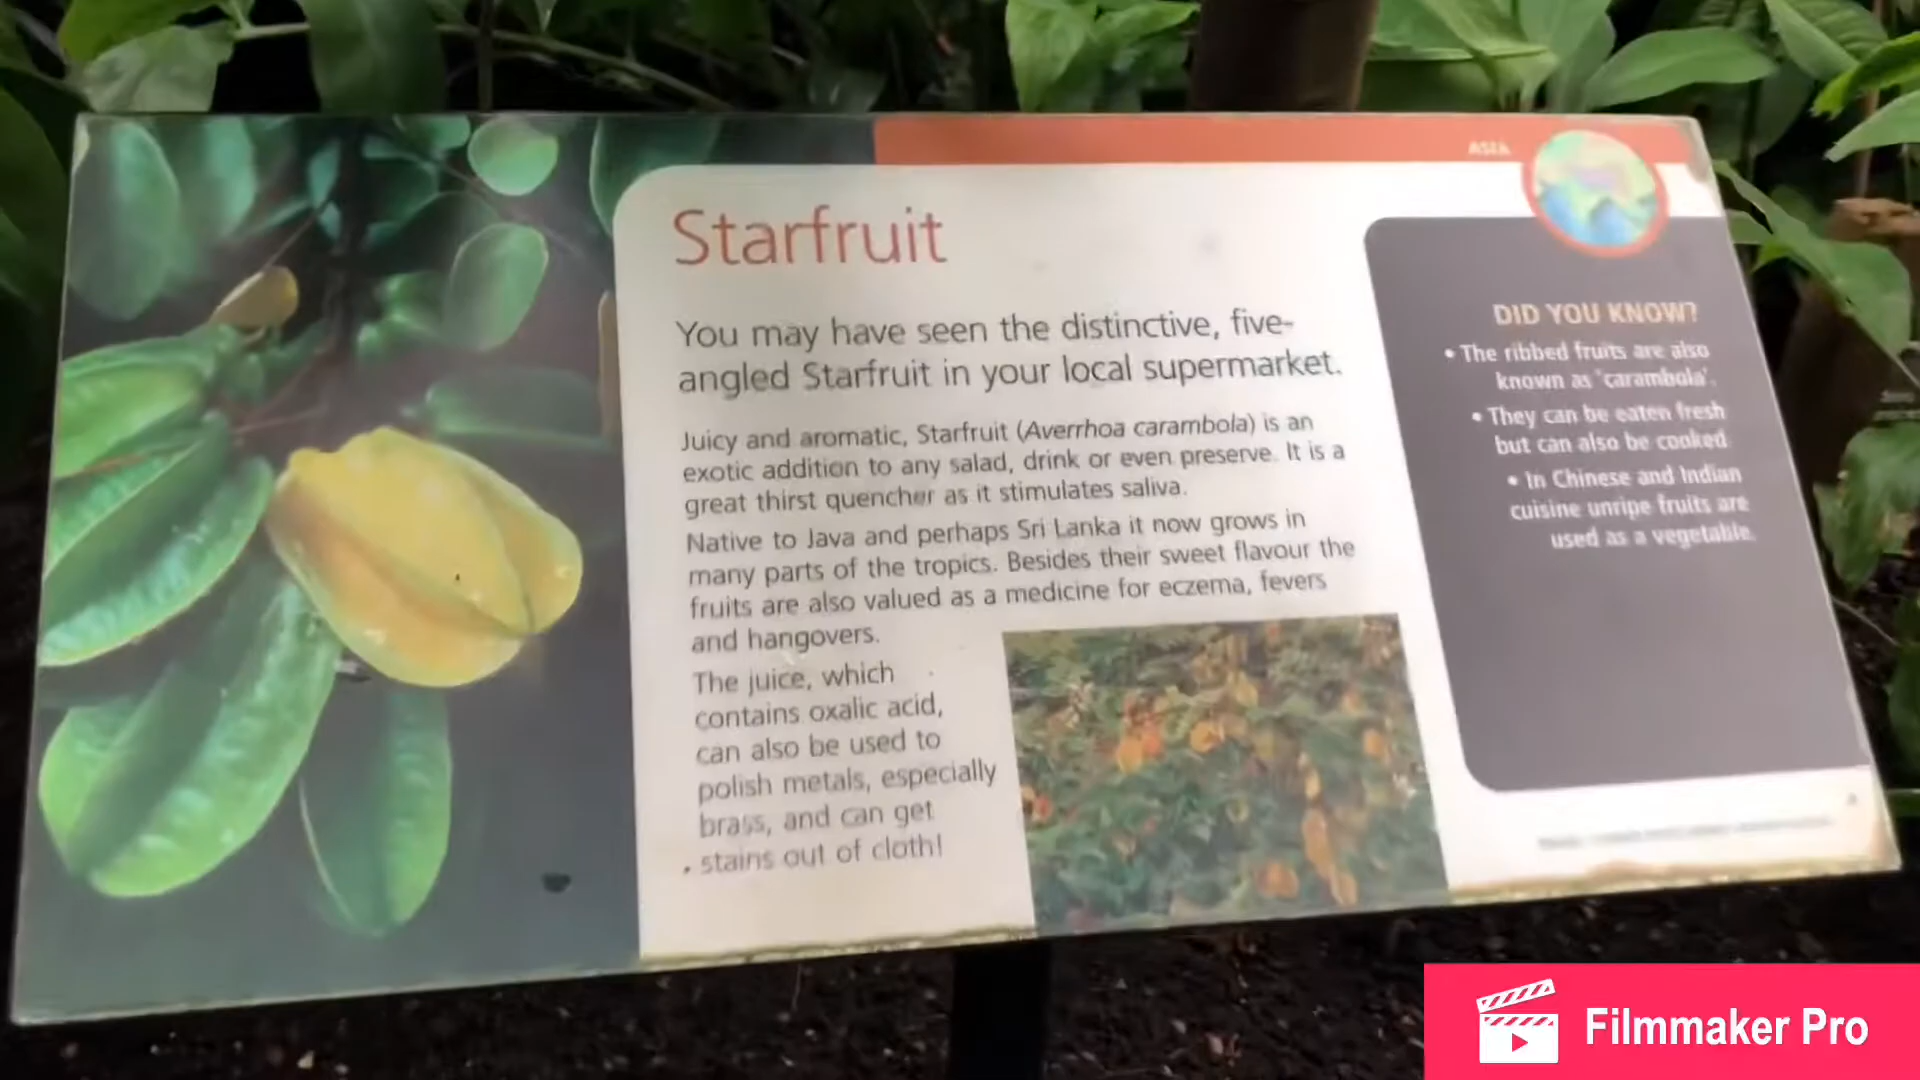 ASIA
Starfruit
You may have seen the distinctive, five-
angled Starfruit in your local supermarket.
Juicy and aromatic, Starfruit (Averrhoa carambola) is an
exotic addition to any salad, drink or even preserve. It is a
great thirst quencher as it stimulates saliva.
Native to Java and perhaps Sri Lanka it now grows in
many parts of the tropics. Besides their sweet flavour the
fruits are also valued as a medicine for eczema, fevers
and hangovers.
The juice, which
contains oxalic acid,
can also be used to
polish metals, especially
brass, and can get
stains out of cloth!
DID YOU KNOW?
• The ribbed fruits are also
known as 'carambola'.
• They can be eaten fresh
but can also be cooked
• In Chinese and Indian
cuisine unripe fruits are
used as a vegetable.
Filmmaker Pro